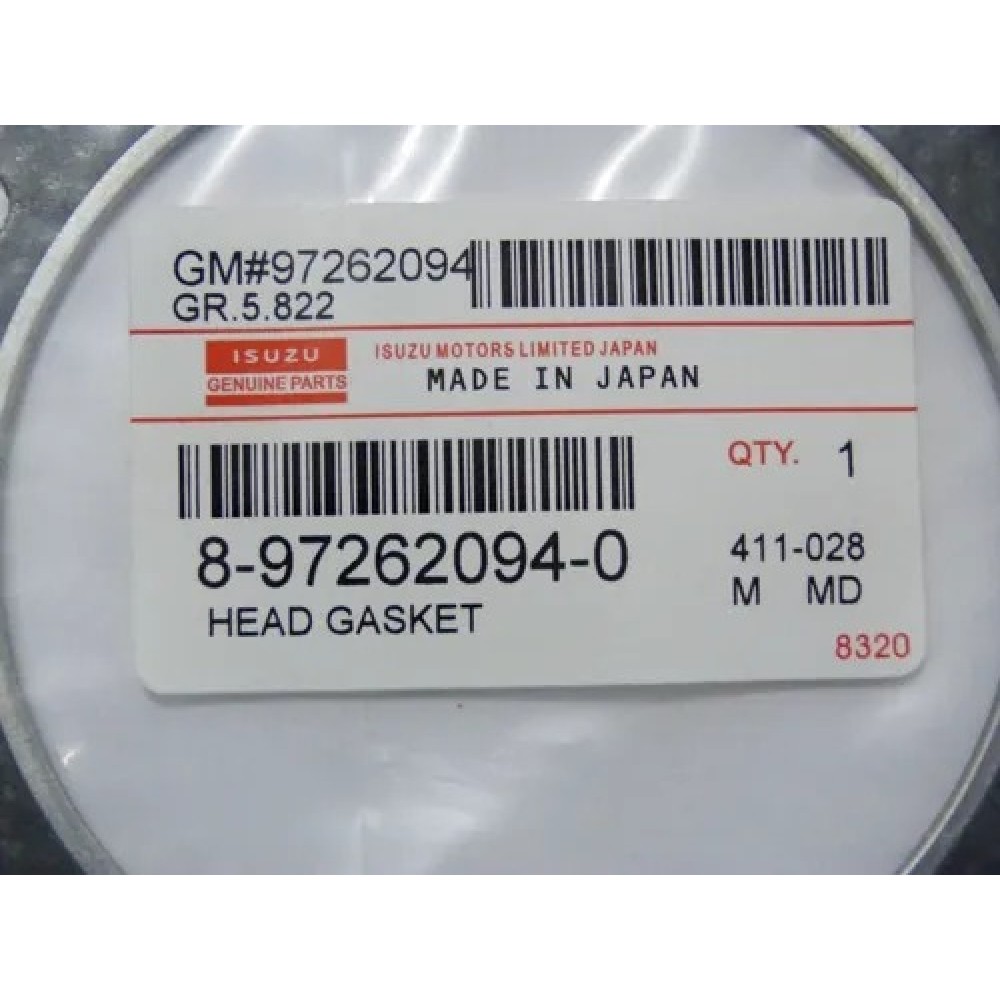 GM#97262094
GR.5.822
ISUZU
GENUINE PARTS
ISUZU MOTORS LIMITED JAPAN
MADE IN JAPAN
QTY. 1
8-97262094-0
HEAD GASKET
411-028
M MD
8320